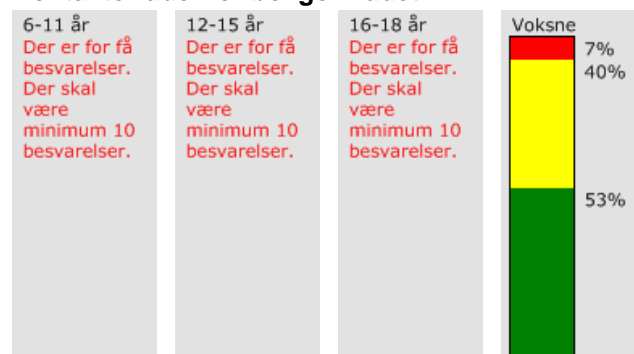 6-11 år
Der er for få
besvarelser.
Der skal
være
minimum 10
besvarelser.
12-15 år
Der er for få
besvarelser.
Der skal
være
minimum 10
besvarelser.
16-18 år
Der er for få
besvarelser.
Der skal
være
minimum 10
besvarelser.
Voksne
7%
40%
53%